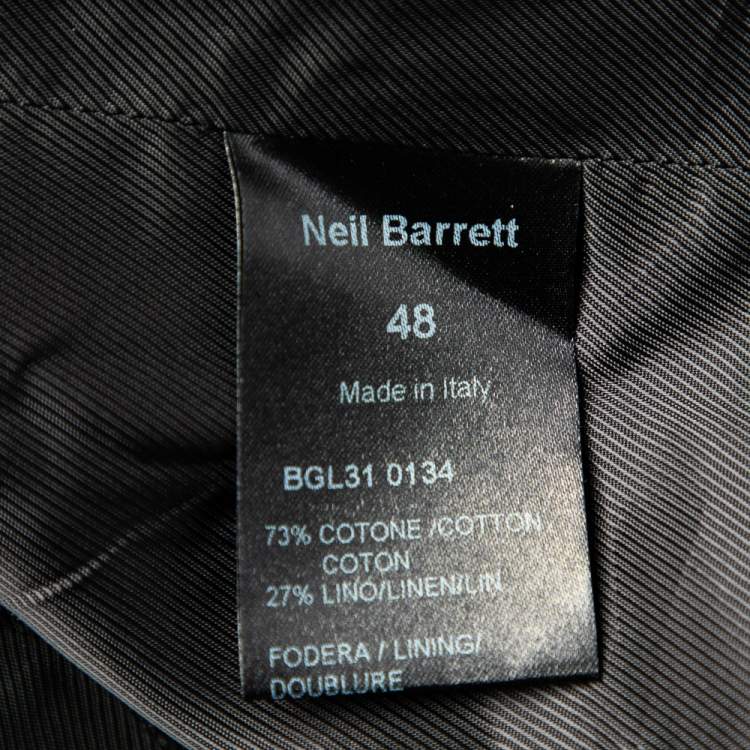 Neil Barrett
48
Made in Italy
BGL31 0134
73% COTONE /COTTON
COTON
27% LINO/LINEN/LIN
FODERA / LINING/
DOUBLURE